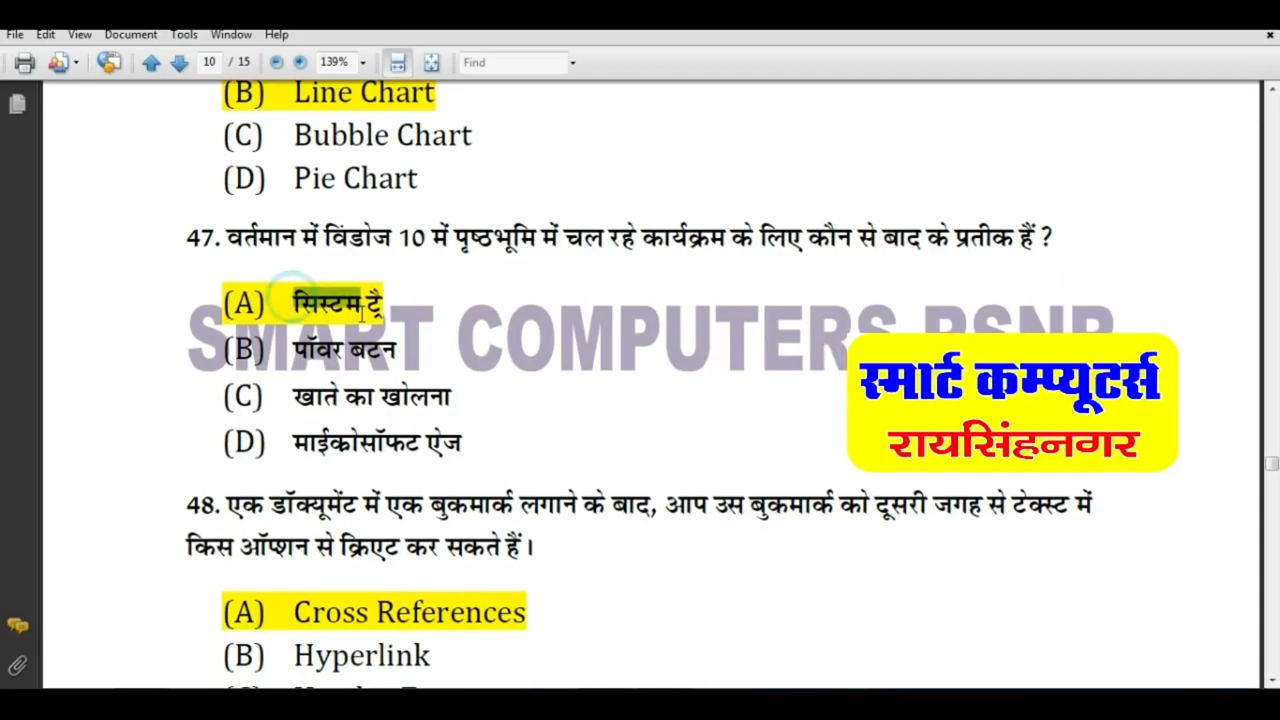 File Edit View Document Tools Window Help
10 / 15 139% Find
(B) Line Chart
(C) Bubble Chart
(D) Pie Chart
47. वर्तमान में विंडोज 10 में पृष्ठभूमि में चल रहे कार्यक्रम के लिए कौन से बाद के प्रतीक हैं ?
(A) सिस्टम ट्रै
SMART COMPUTERS RSNR
(B) पॉवर बटन
स्मार्ट कम्प्यूटर्स
(C) खाते का खोलना
(D) माईक्रोसॉफट ऐज
रायसिंहनगर
48. एक डॉक्यूमेंट में एक बुकमार्क लगाने के बाद, आप उस बुकमार्क को दूसरी जगह से टेक्स्ट में
किस ऑप्शन से क्रिएट कर सकते हैं।
(A) Cross References
(B) Hyperlink